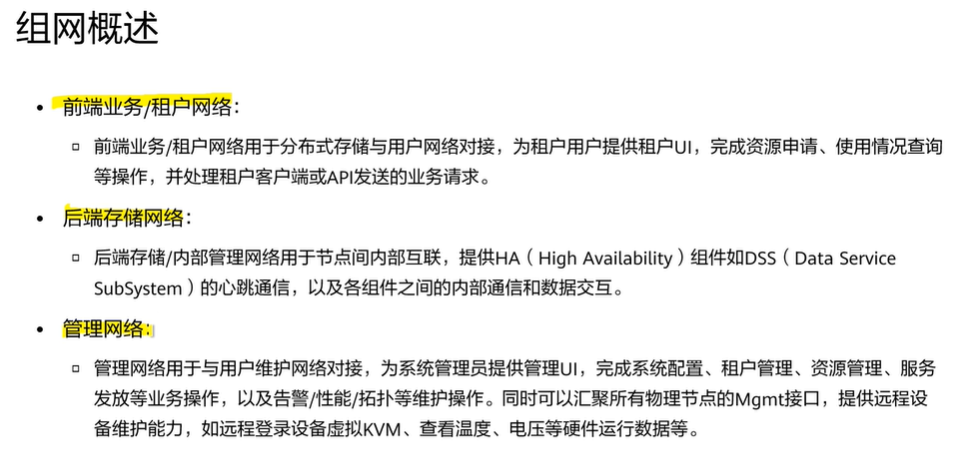 组网概述
• 前端业务/租户网络：
▫ 前端业务/租户网络用于分布式存储与用户网络对接，为租户用户提供租户UI，完成资源申请、使用情况查询
等操作，并处理租户客户端或API发送的业务请求。
• 后端存储网络：
▫ 后端存储/内部管理网络用于节点间内部互联，提供HA（High Availability）组件如DSS（Data Service
SubSystem）的心跳通信，以及各组件之间的内部通信和数据交互。
• 管理网络：
▫ 管理网络用于与用户维护网络对接，为系统管理员提供管理UI，完成系统配置、租户管理、资源管理、服务
发放等业务操作，以及告警/性能/拓扑等维护操作。同时可以汇聚所有物理节点的Mgmt接口，提供远程设
备维护能力，如远程登录设备虚拟KVM、查看温度、电压等硬件运行数据等。